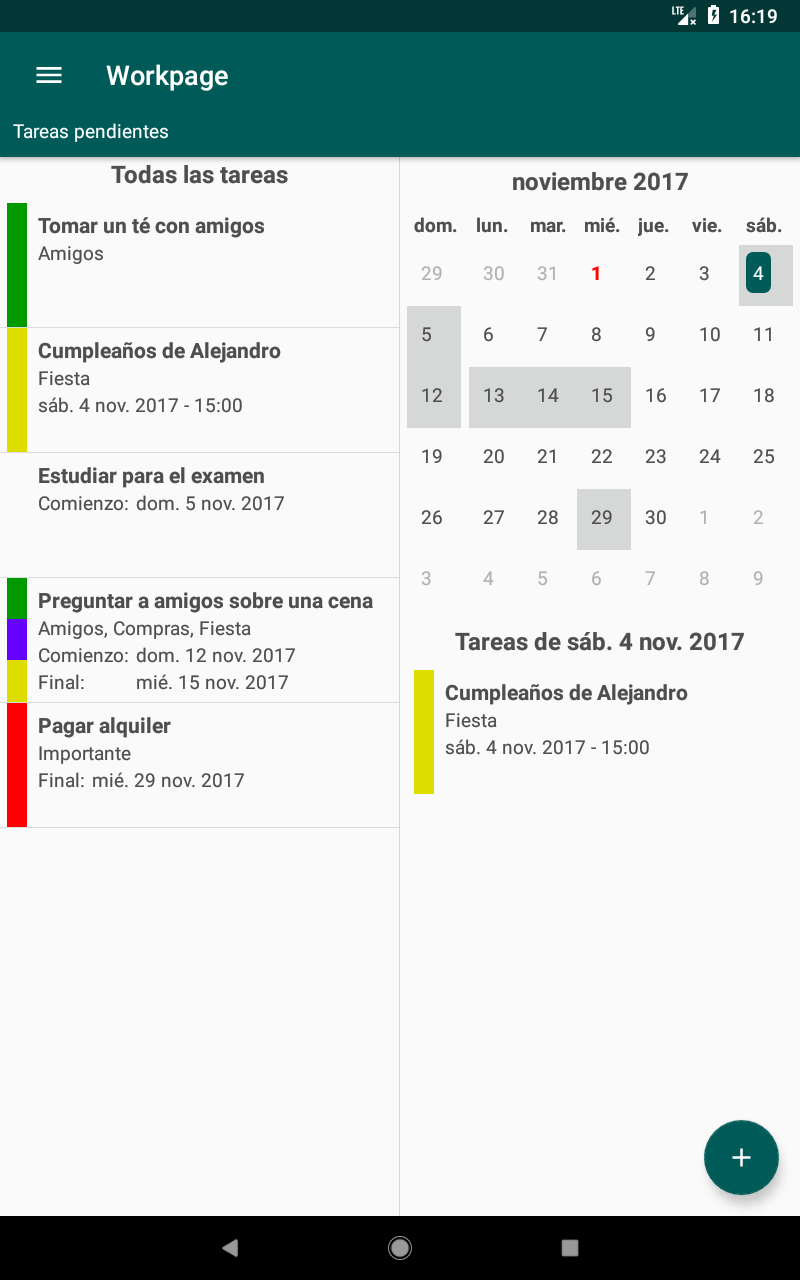 LTE 16:19
Workpage
Tareas pendientes
Todas las tareas
Tomar un té con amigos
Amigos
Cumpleaños de Alejandro
Fiesta
sáb. 4 nov. 2017 - 15:00
Estudiar para el examen
Comienzo: dom. 5 nov. 2017
Preguntar a amigos sobre una cena
Amigos, Compras, Fiesta
Comienzo: dom. 12 nov. 2017
Final: mié. 15 nov. 2017
Pagar alquiler
Importante
Final: mié. 29 nov. 2017
noviembre 2017
dom. lun. mar. mié. jue. vie. sáb.
29 30 31 1 2 3 4
5 6 7 8 9 10 11
12 13 14 15 16 17 18
19 20 21 22 23 24 25
26 27 28 29 30 1 2
3 4 5 6 7 8 9
Tareas de sáb. 4 nov. 2017
Cumpleaños de Alejandro
Fiesta
sáb. 4 nov. 2017 - 15:00